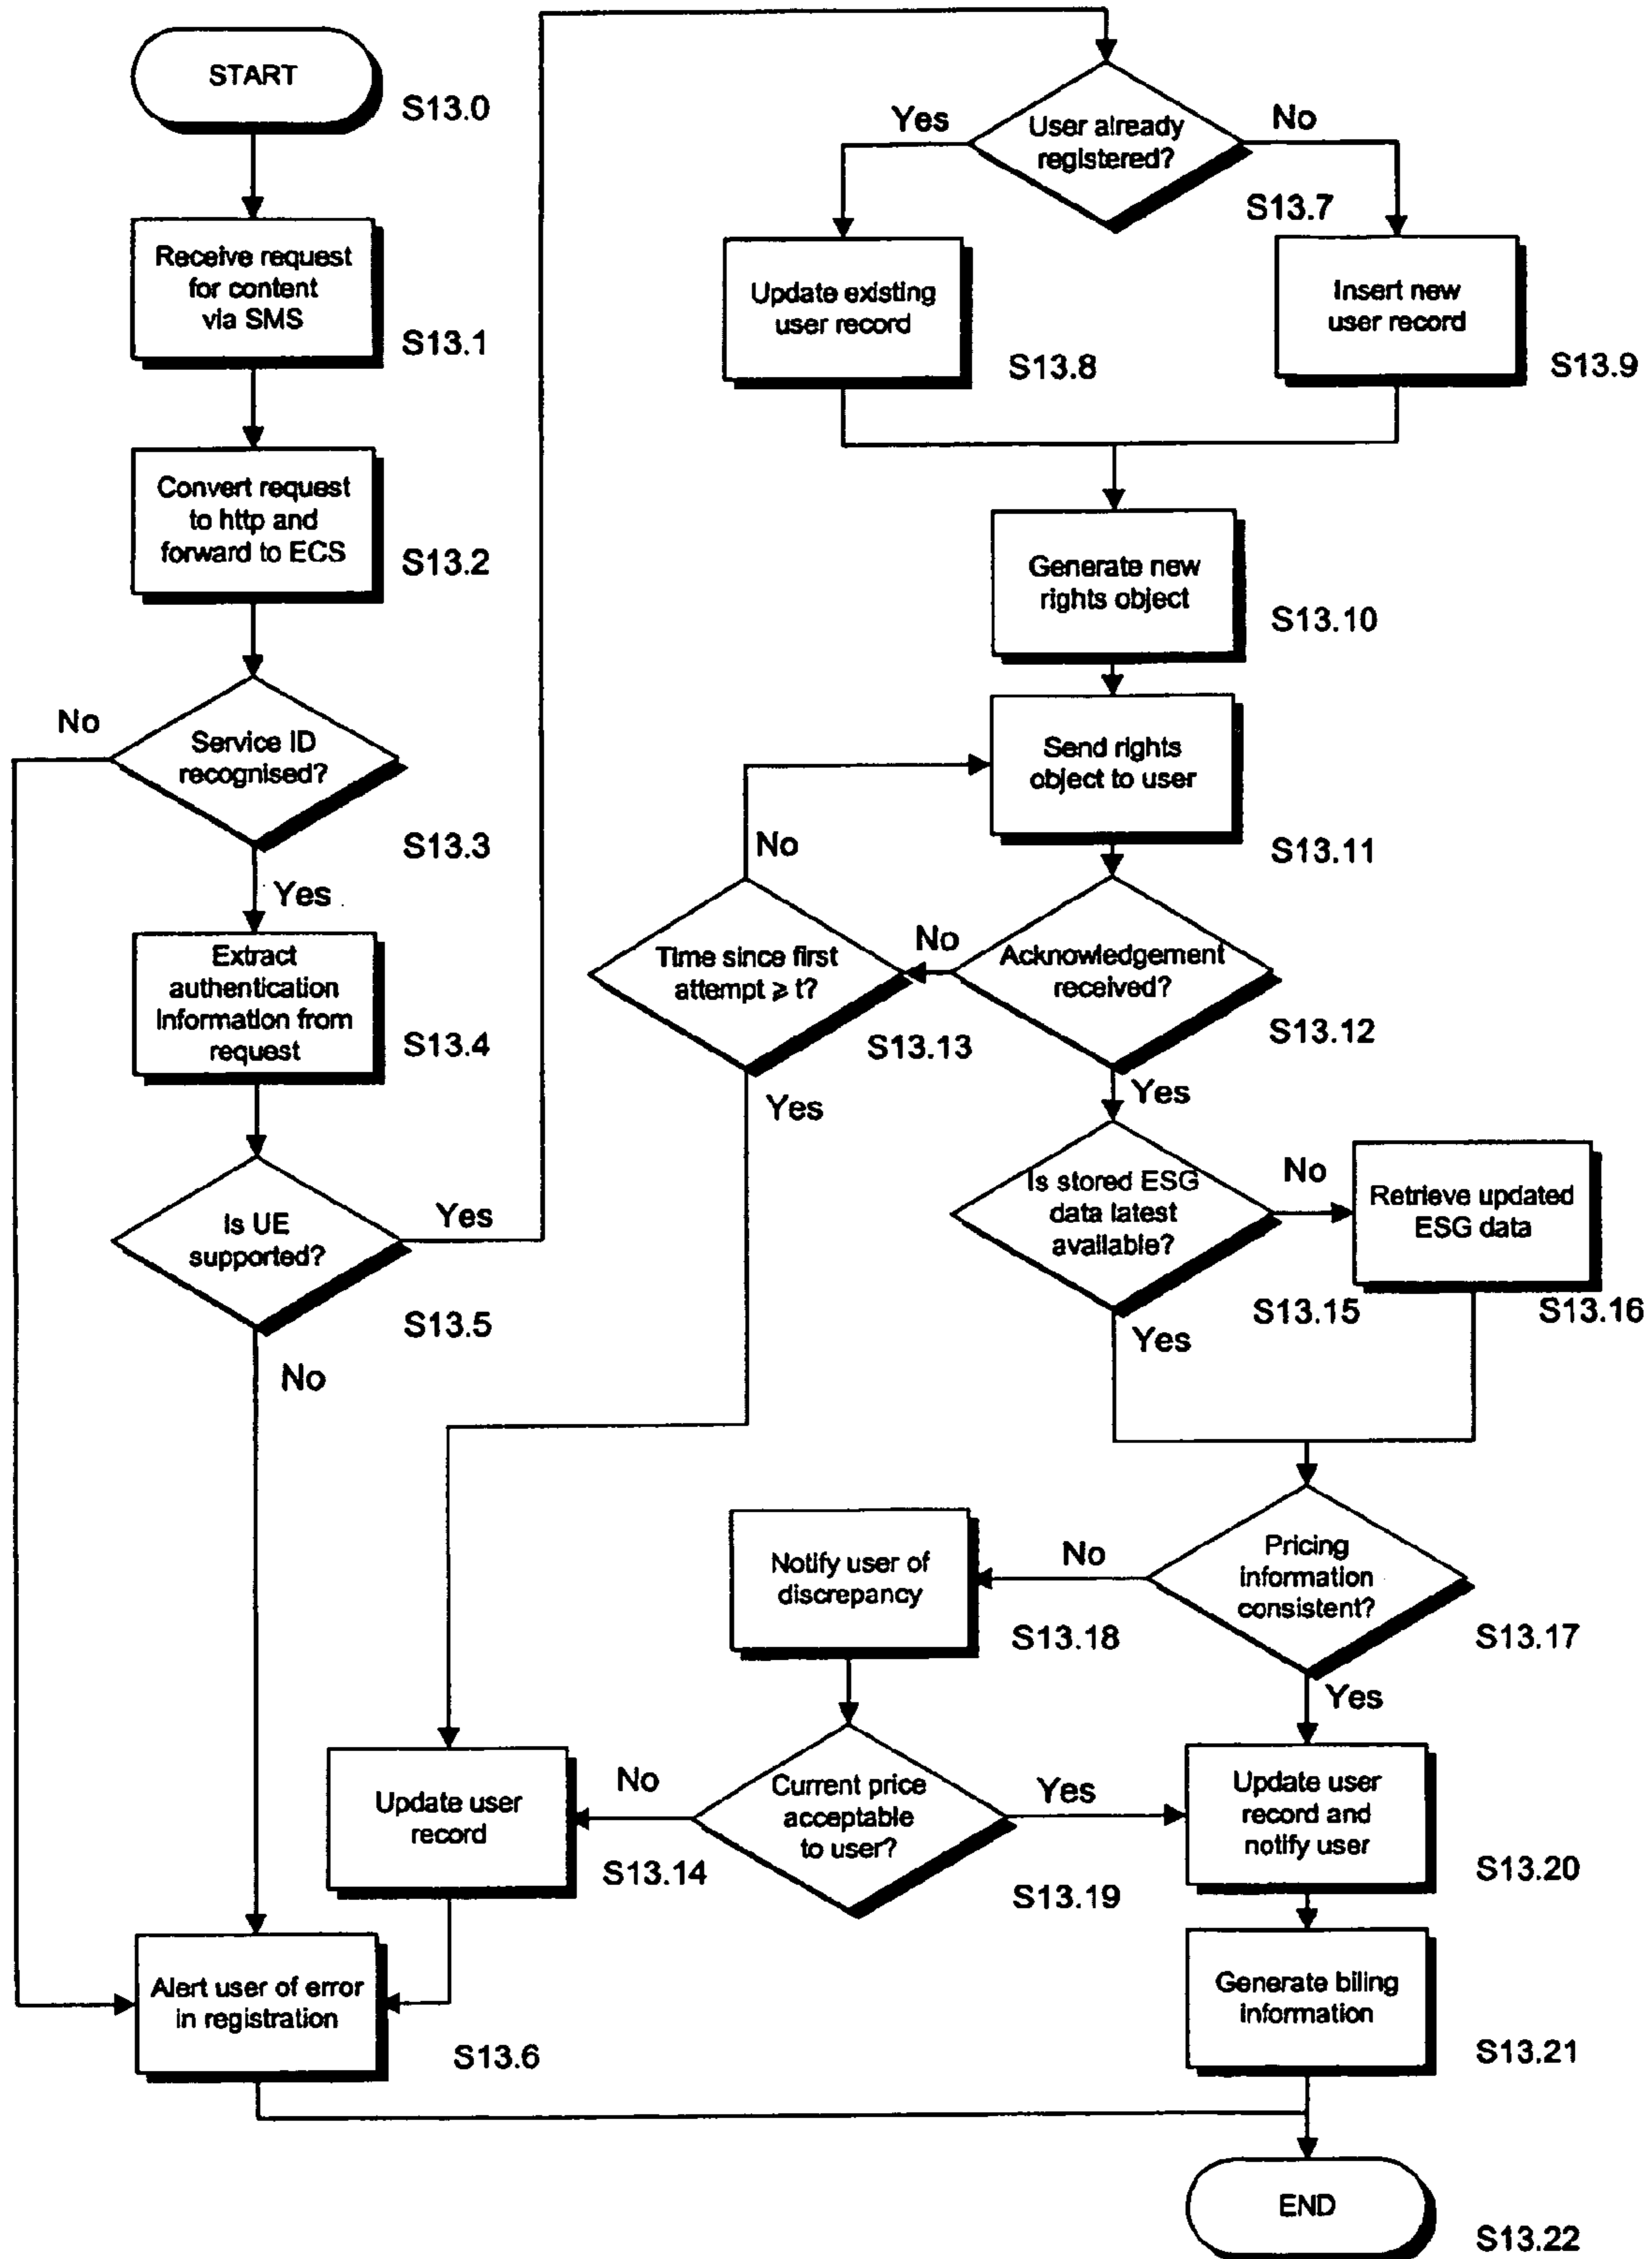 START
S13.0
Receive request
for content
via SMS
S13.1
Convert request
to http and
forward to ECS
S13.2
No
Service ID
recognised?
S13.3
Yes
Extract
authentication
Information from
request
S13.4
Is UE
supported?
Yes
S13.5
No
Alert user of error
in registration
S13.6
Yes
User already
registered?
No
S13.7
Update existing
user record
S13.8
Insert new
user record
S13.9
Generate new
rights object
S13.10
Send rights
object to user
S13.11
No
Time since first
attempt ⩾ t?
No
Acknowledgement
received?
S13.13
S13.12
Yes
Yes
Is stored ESG
data latest
available?
No
Retrieve updated
ESG data
S13.15
S13.16
Yes
Notify user of
discrepancy
No
Pricing
information
consistent?
S13.18
S13.17
Yes
Update user
record
No
Current price
acceptable
to user?
Yes
Update user
record and
notify user
S13.14
S13.19
S13.20
Generate biling
information
S13.21
END
S13.22